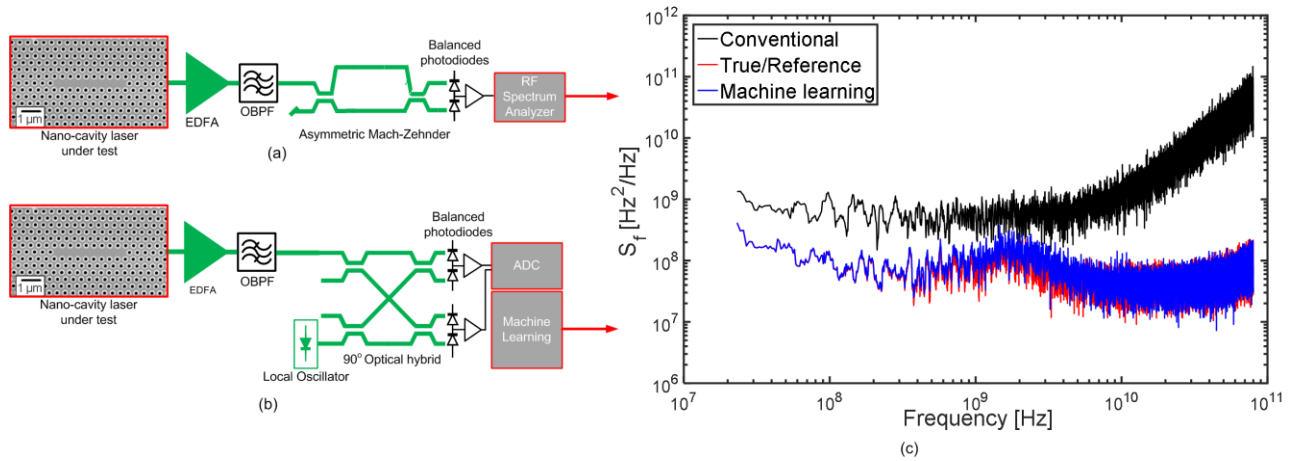 1 µm
Nano-cavity laser
under test
EDFA
OBPF
Asymmetric Mach-Zehnder
Balanced
photodiodes
RF
Spectrum
Analyzer
(a)
1 µm
Nano-cavity laser
under test
EDFA
OBPF
Local Oscillator
90° Optical hybrid
Balanced
photodiodes
ADC
Machine
Learning
(b)
S_f [Hz²/Hz]
10¹²
10¹¹
10¹⁰
10⁹
10⁸
10⁷
10⁶
Conventional
True/Reference
Machine learning
10⁷
10⁸
10⁹
10¹⁰
10¹¹
Frequency [Hz]
(c)